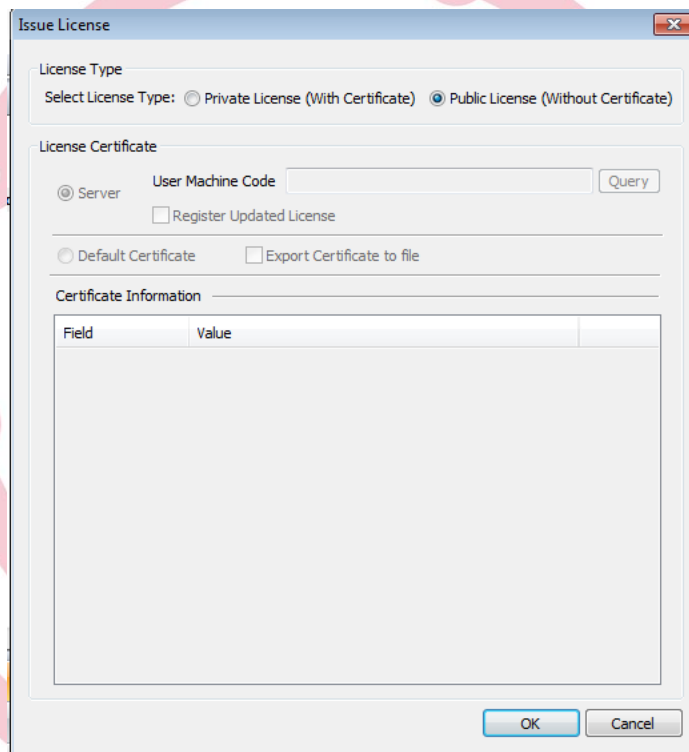 Issue License
License Type
Select License Type: Private License (With Certificate) Public License (Without Certificate)
License Certificate
User Machine Code Query
Server
Register Updated License
Default Certificate Export Certificate to file
Certificate Information
Field Value
OK Cancel